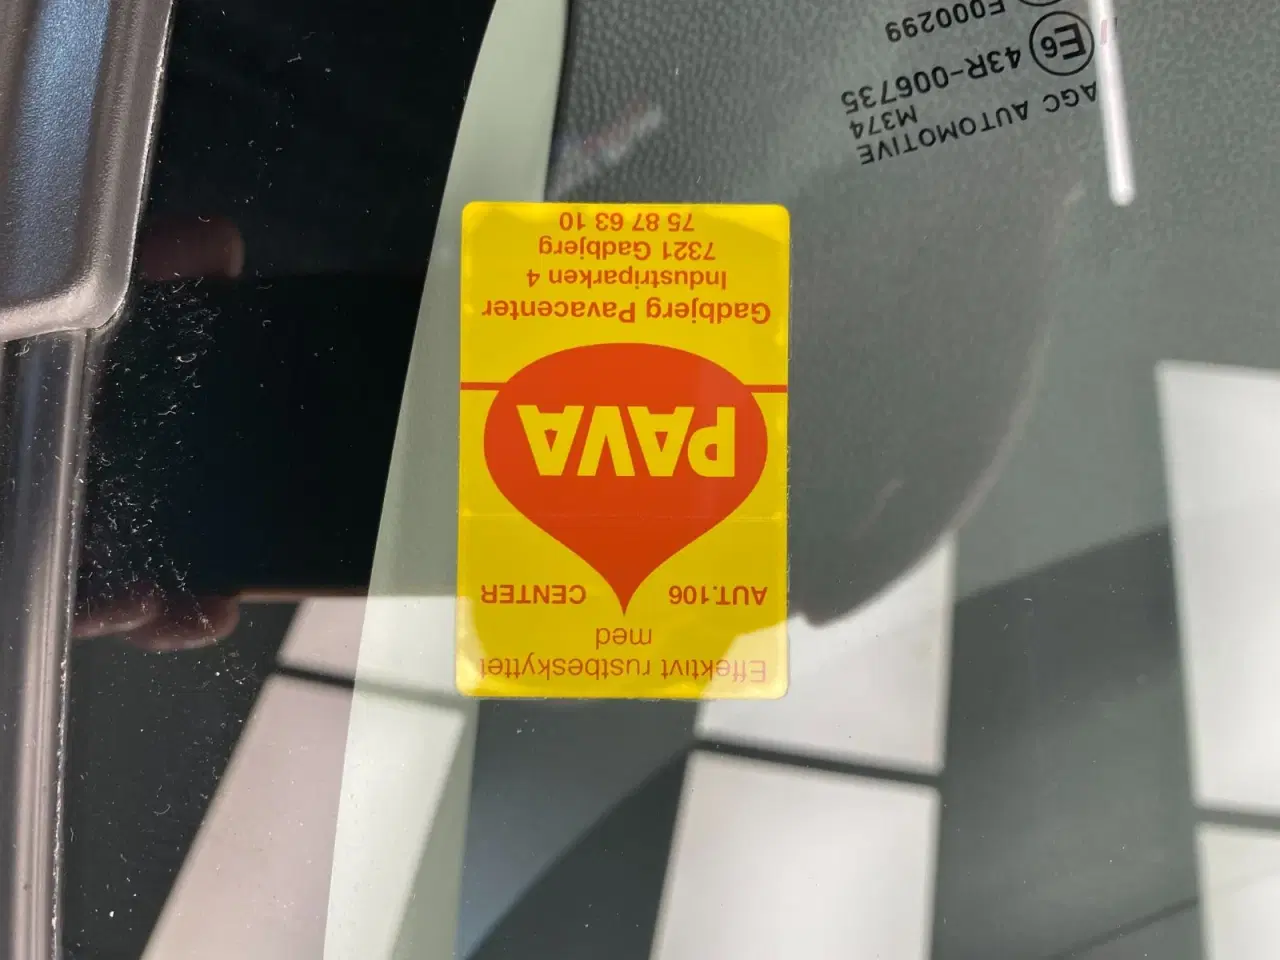 Effektivt rustbeskyttet
med
AUT.106 CENTER
PAVA
Gadbjerg Pavacenter
Industriparken 4
7321 Gadbjerg
75 87 63 10
AGC AUTOMOTIVE
M374
E6 43R-006735
E000299